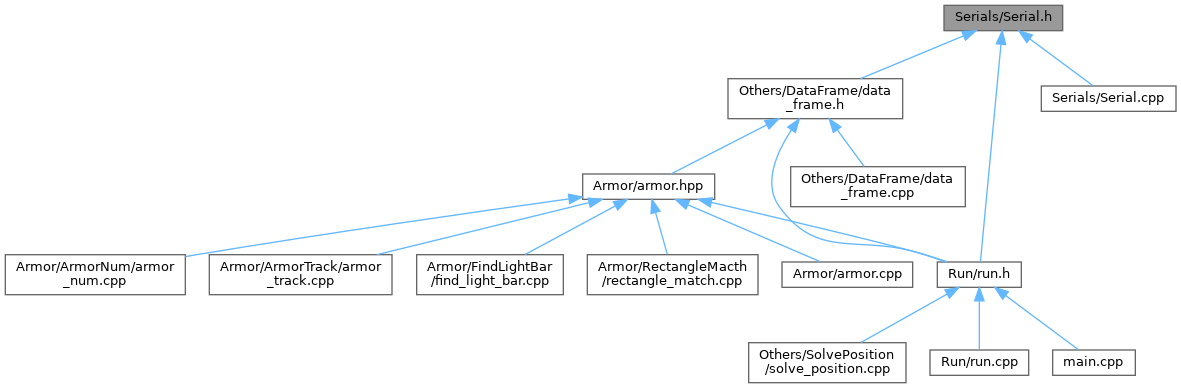 Serials/Serial.h
Others/DataFrame/data
_frame.h
Serials/Serial.cpp
Armor/armor.hpp
Others/DataFrame/data
_frame.cpp
Armor/ArmorNum/armor
_num.cpp
Armor/ArmorTrack/armor
_track.cpp
Armor/FindLightBar
/find_light_bar.cpp
Armor/RectangleMacth
/rectangle_match.cpp
Armor/armor.cpp
Run/run.h
Others/SolvePosition
/solve_position.cpp
Run/run.cpp
main.cpp